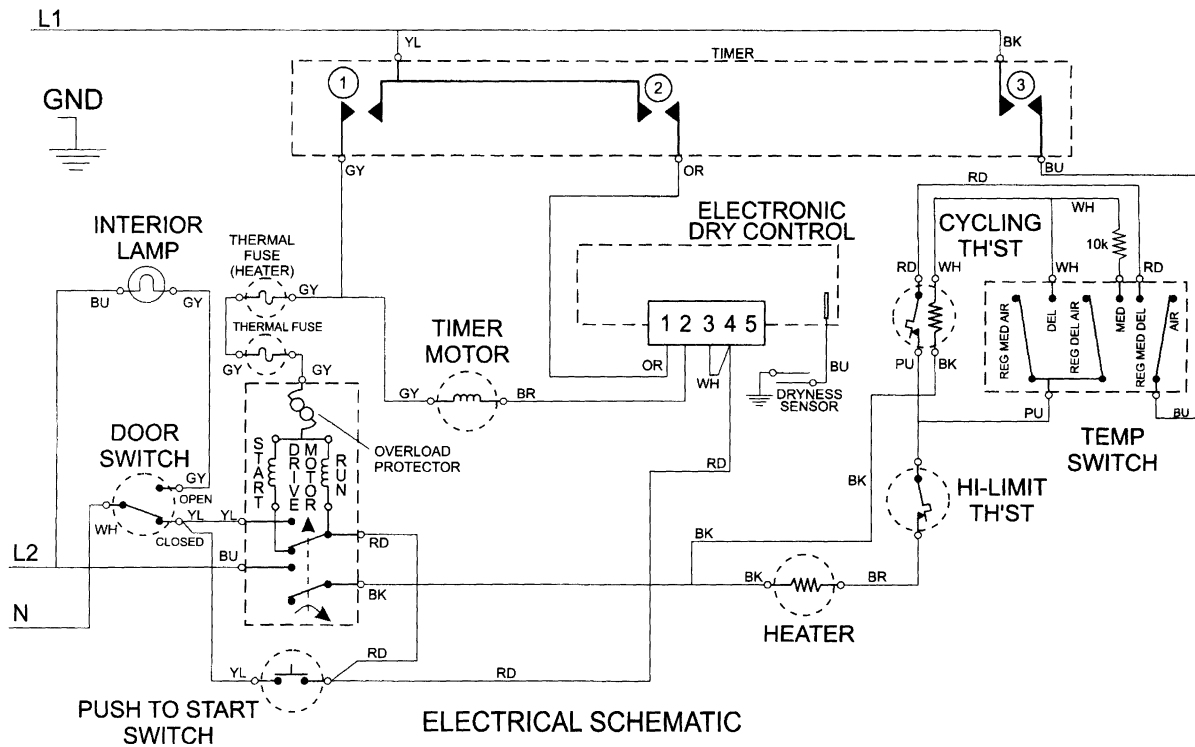 L1
YL
BK
TIMER
1
2
3
GND
GY
OR
BU
RD
INTERIOR
LAMP
THERMAL
FUSE
(HEATER)
ELECTRONIC
DRY CONTROL
CYCLING
TH'ST
WH
10k
RD
WH
WH
RD
BU
GY
GY
THERMAL FUSE
GY
GY
TIMER
MOTOR
1 2 3 4 5
REG MED AIR
DEL
REG DEL AIR
MED
REG MED DEL
AIR
OR
WH
BU
PU
BK
GY
BR
DRYNESS
SENSOR
PU
BU
DOOR
SWITCH
START
DRIVE
MOTOR
RUN
OVERLOAD
PROTECTOR
TEMP
SWITCH
GY
OPEN
RD
BK
HI-LIMIT
TH'ST
WH
YL
YL
CLOSED
RD
BK
L2
BU
BK
BK
BR
N
HEATER
YL
RD
RD
PUSH TO START
SWITCH
ELECTRICAL SCHEMATIC